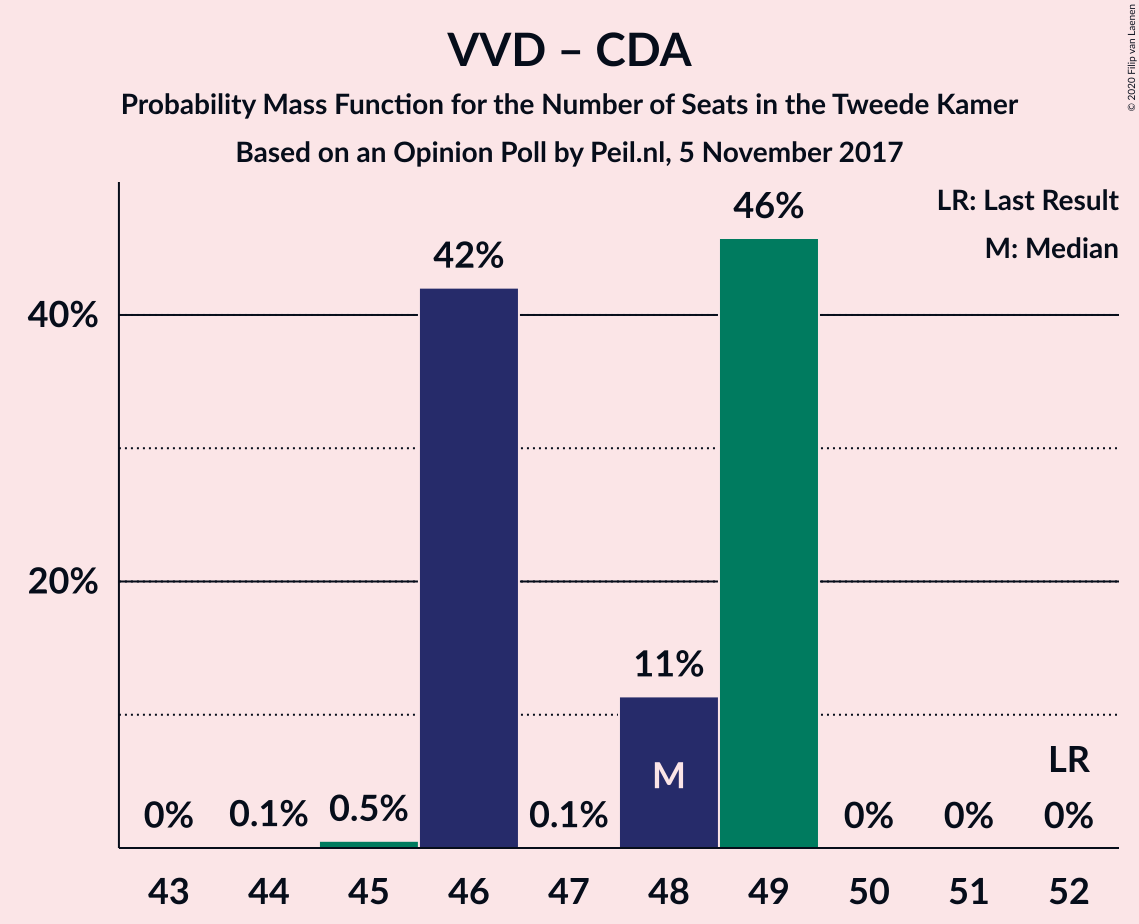 VVD – CDA
Probability Mass Function for the Number of Seats in the Tweede Kamer
Based on an Opinion Poll by Peil.nl, 5 November 2017
© 2020 Filip van Laenen
LR: Last Result
M: Median
40%
20%
0%
0.1%
0.5%
42%
0.1%
11%
M
46%
0%
0%
LR
0%
43 44 45 46 47 48 49 50 51 52